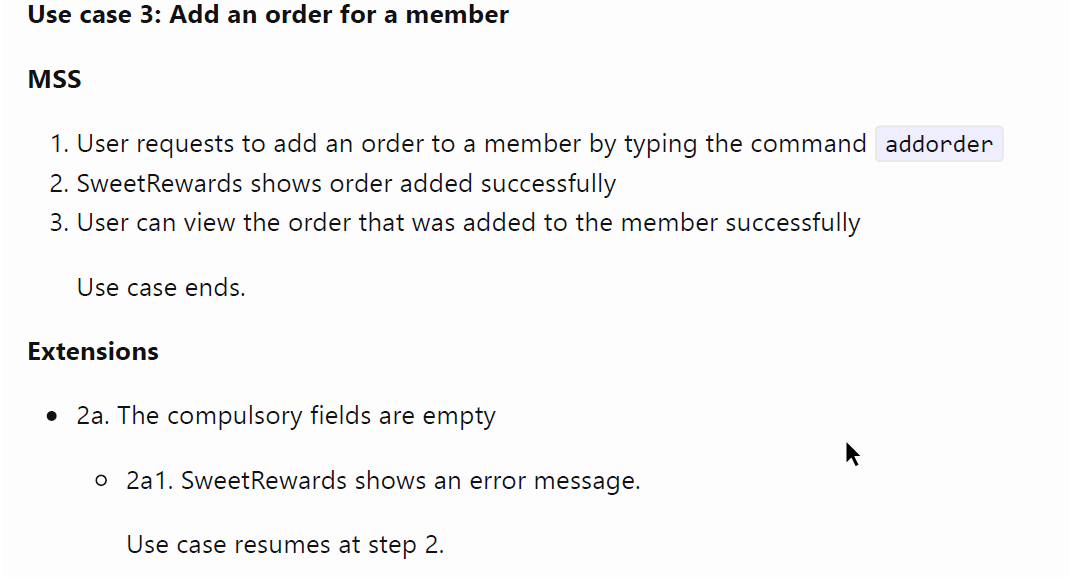 Use case 3: Add an order for a member
MSS
1. User requests to add an order to a member by typing the command addorder
2. SweetRewards shows order added successfully
3. User can view the order that was added to the member successfully
Use case ends.
Extensions
• 2a. The compulsory fields are empty
○ 2a1. SweetRewards shows an error message.
Use case resumes at step 2.